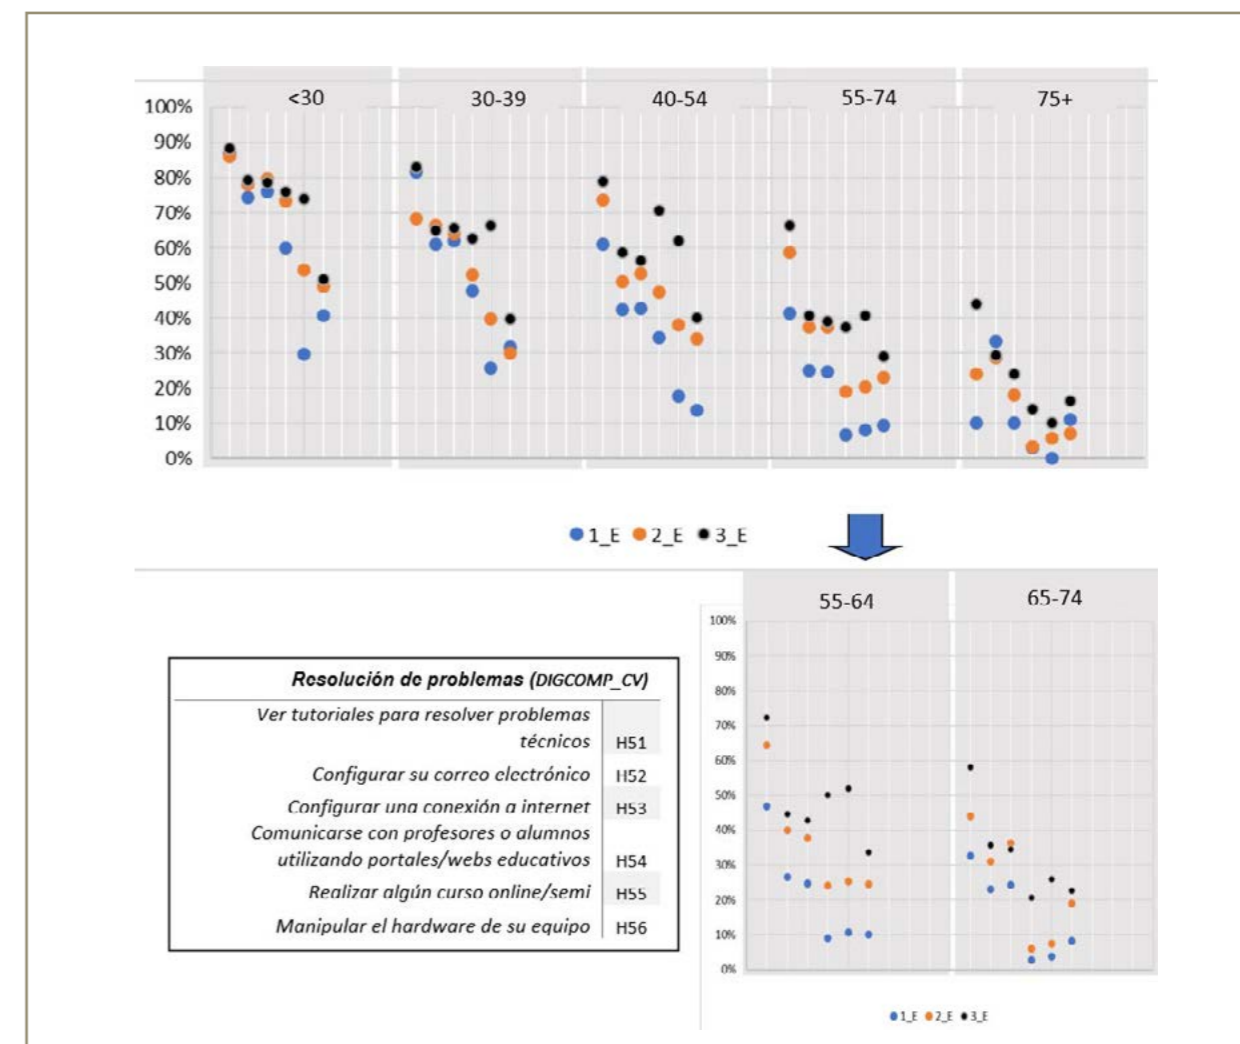 <30 30-39 40-54 55-74 75+
100%
90%
80%
70%
60%
50%
40%
30%
20%
10%
0%
1_E 2_E 3_E
55-64 65-74
100%
90%
80%
70%
60%
50%
40%
30%
20%
10%
0%
1_E 2_E 3_E
Resolución de problemas (DIGCOMP_CV)
Ver tutoriales para resolver problemas
técnicos H51
Configurar su correo electrónico H52
Configurar una conexión a internet H53
Comunicarse con profesores o alumnos
utilizando portales/webs educativos H54
Realizar algún curso online/semi H55
Manipular el hardware de su equipo H56